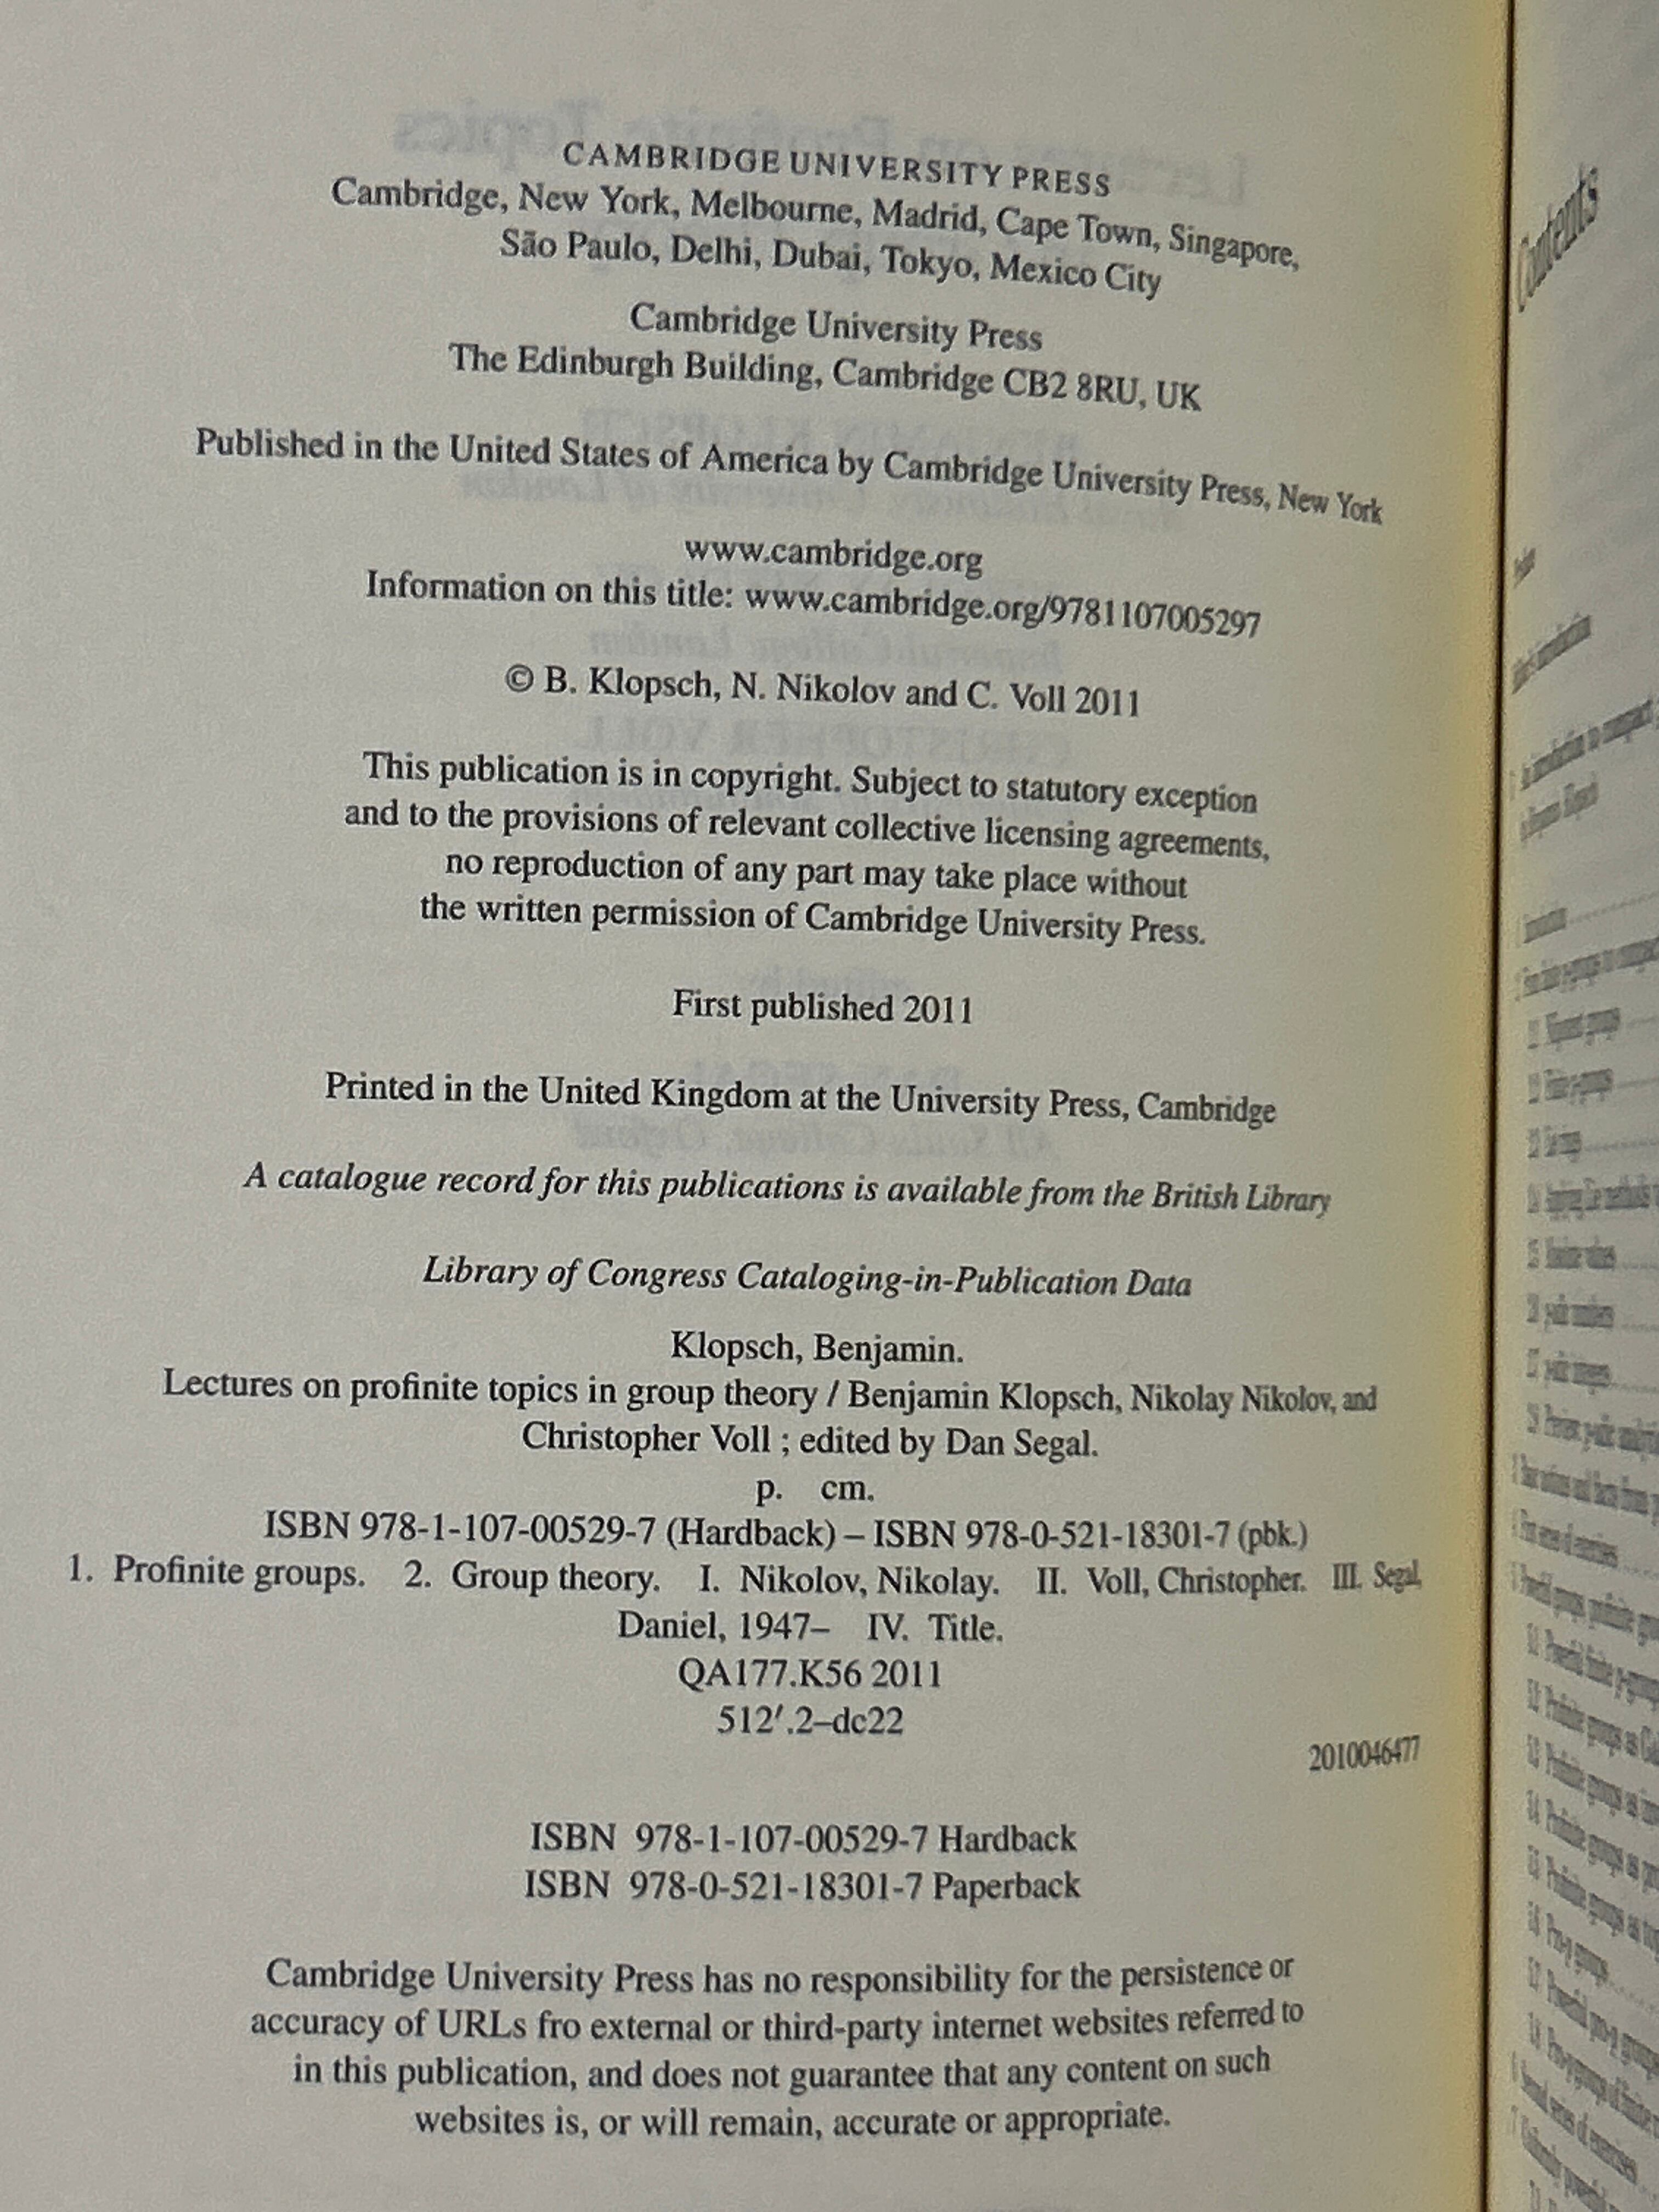 CAMBRIDGE UNIVERSITY PRESS
Cambridge, New York, Melbourne, Madrid, Cape Town, Singapore,
São Paulo, Delhi, Dubai, Tokyo, Mexico City
Cambridge University Press
The Edinburgh Building, Cambridge CB2 8RU, UK
Published in the United States of America by Cambridge University Press, New York
www.cambridge.org
Information on this title: www.cambridge.org/9781107005297
© B. Klopsch, N. Nikolov and C. Voll 2011
This publication is in copyright. Subject to statutory exception
and to the provisions of relevant collective licensing agreements,
no reproduction of any part may take place without
the written permission of Cambridge University Press.
First published 2011
Printed in the United Kingdom at the University Press, Cambridge
A catalogue record for this publications is available from the British Library
Library of Congress Cataloging-in-Publication Data
Klopsch, Benjamin.
Lectures on profinite topics in group theory / Benjamin Klopsch, Nikolay Nikolov, and
Christopher Voll ; edited by Dan Segal.
p. cm.
ISBN 978-1-107-00529-7 (Hardback) – ISBN 978-0-521-18301-7 (pbk.)
1. Profinite groups. 2. Group theory. I. Nikolov, Nikolay. II. Voll, Christopher. III. Segal,
Daniel, 1947– IV. Title.
QA177.K56 2011
512′.2–dc22
2010046477
ISBN 978-1-107-00529-7 Hardback
ISBN 978-0-521-18301-7 Paperback
Cambridge University Press has no responsibility for the persistence or
accuracy of URLs fro external or third-party internet websites referred to
in this publication, and does not guarantee that any content on such
websites is, or will remain, accurate or appropriate.
Contents